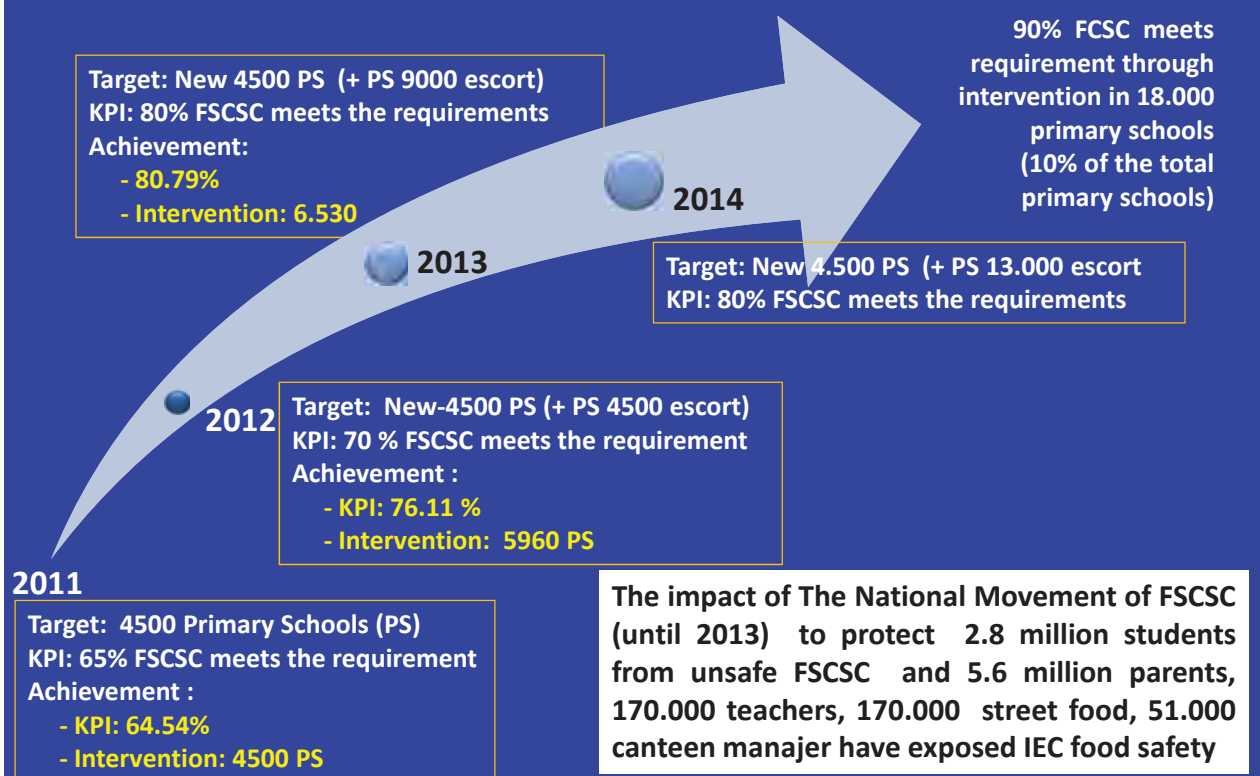 90% FCSC meets
requirement through
intervention in 18.000
primary schools
(10% of the total
primary schools)
Target: New 4500 PS (+ PS 9000 escort)
KPI: 80% FSCSC meets the requirements
Achievement:
- 80.79%
- Intervention: 6.530
2014
2013
Target: New 4.500 PS (+ PS 13.000 escort
KPI: 80% FSCSC meets the requirements
2012
Target: New-4500 PS (+ PS 4500 escort)
KPI: 70 % FSCSC meets the requirement
Achievement :
- KPI: 76.11 %
- Intervention: 5960 PS
2011
Target: 4500 Primary Schools (PS)
KPI: 65% FSCSC meets the requirement
Achievement :
- KPI: 64.54%
- Intervention: 4500 PS
The impact of The National Movement of FSCSC
(until 2013) to protect 2.8 million students
from unsafe FSCSC and 5.6 million parents,
170.000 teachers, 170.000 street food, 51.000
canteen manajer have exposed IEC food safety